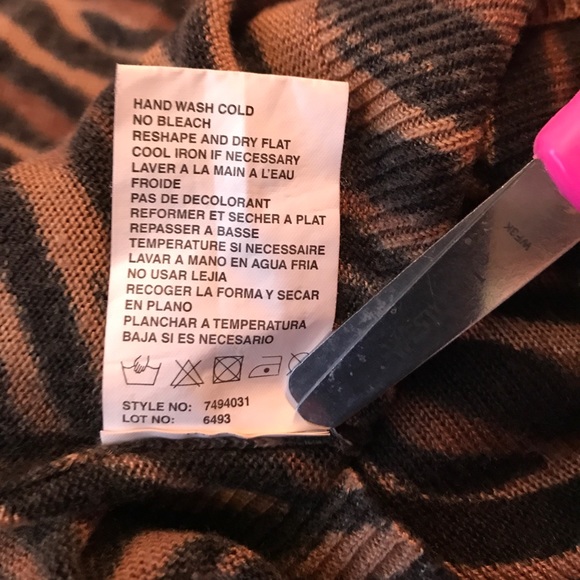 HAND WASH COLD
NO BLEACH
RESHAPE AND DRY FLAT
COOL IRON IF NECESSARY
LAVER A LA MAIN A L'EAU
FROIDE
PAS DE DECOLORANT
REFORMER ET SECHER A PLAT
REPASSER A BASSE
TEMPERATURE SI NECESSAIRE
LAVAR A MANO EN AGUA FRIA
NO USAR LEJIA
RECOGER LA FORMA Y SECAR
EN PLANO
PLANCHAR A TEMPERATURA
BAJA SI ES NECESARIO
STYLE NO: 7494031
LOT NO: 6493